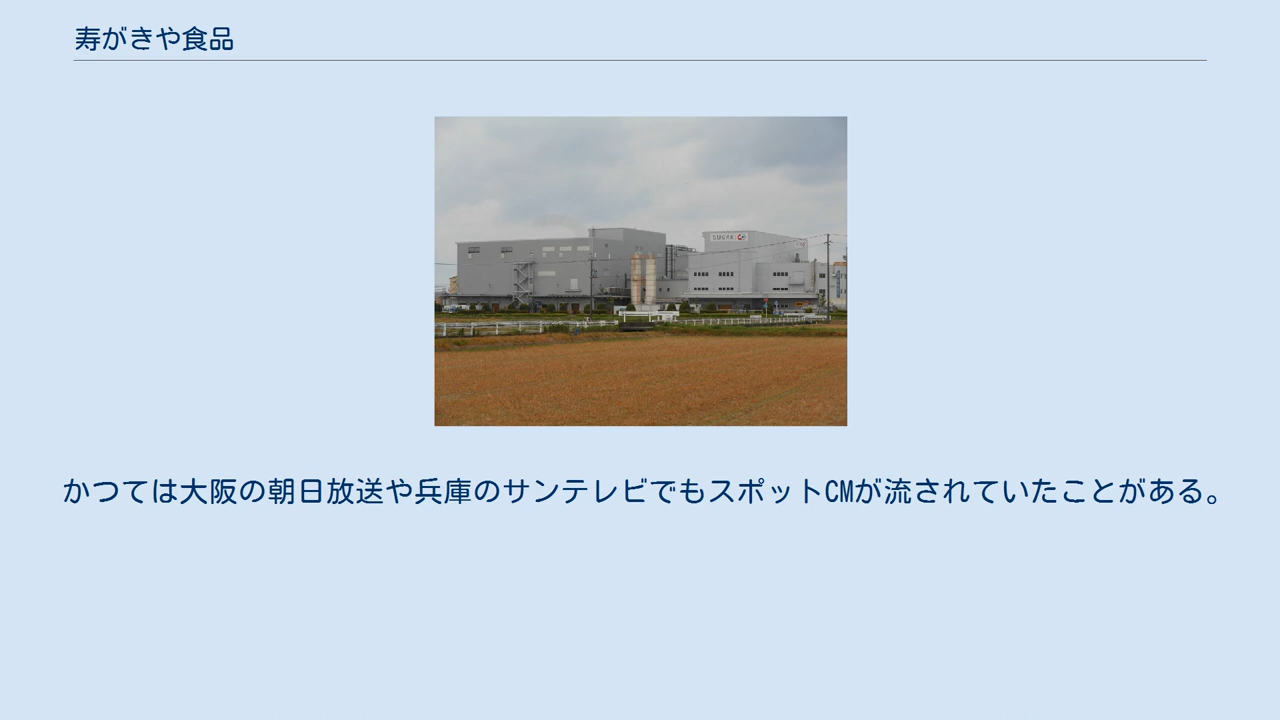 寿がきや食品
SUGAKIYA
かつては大阪の朝日放送や兵庫のサンテレビでもスポットCMが流されていたことがある。